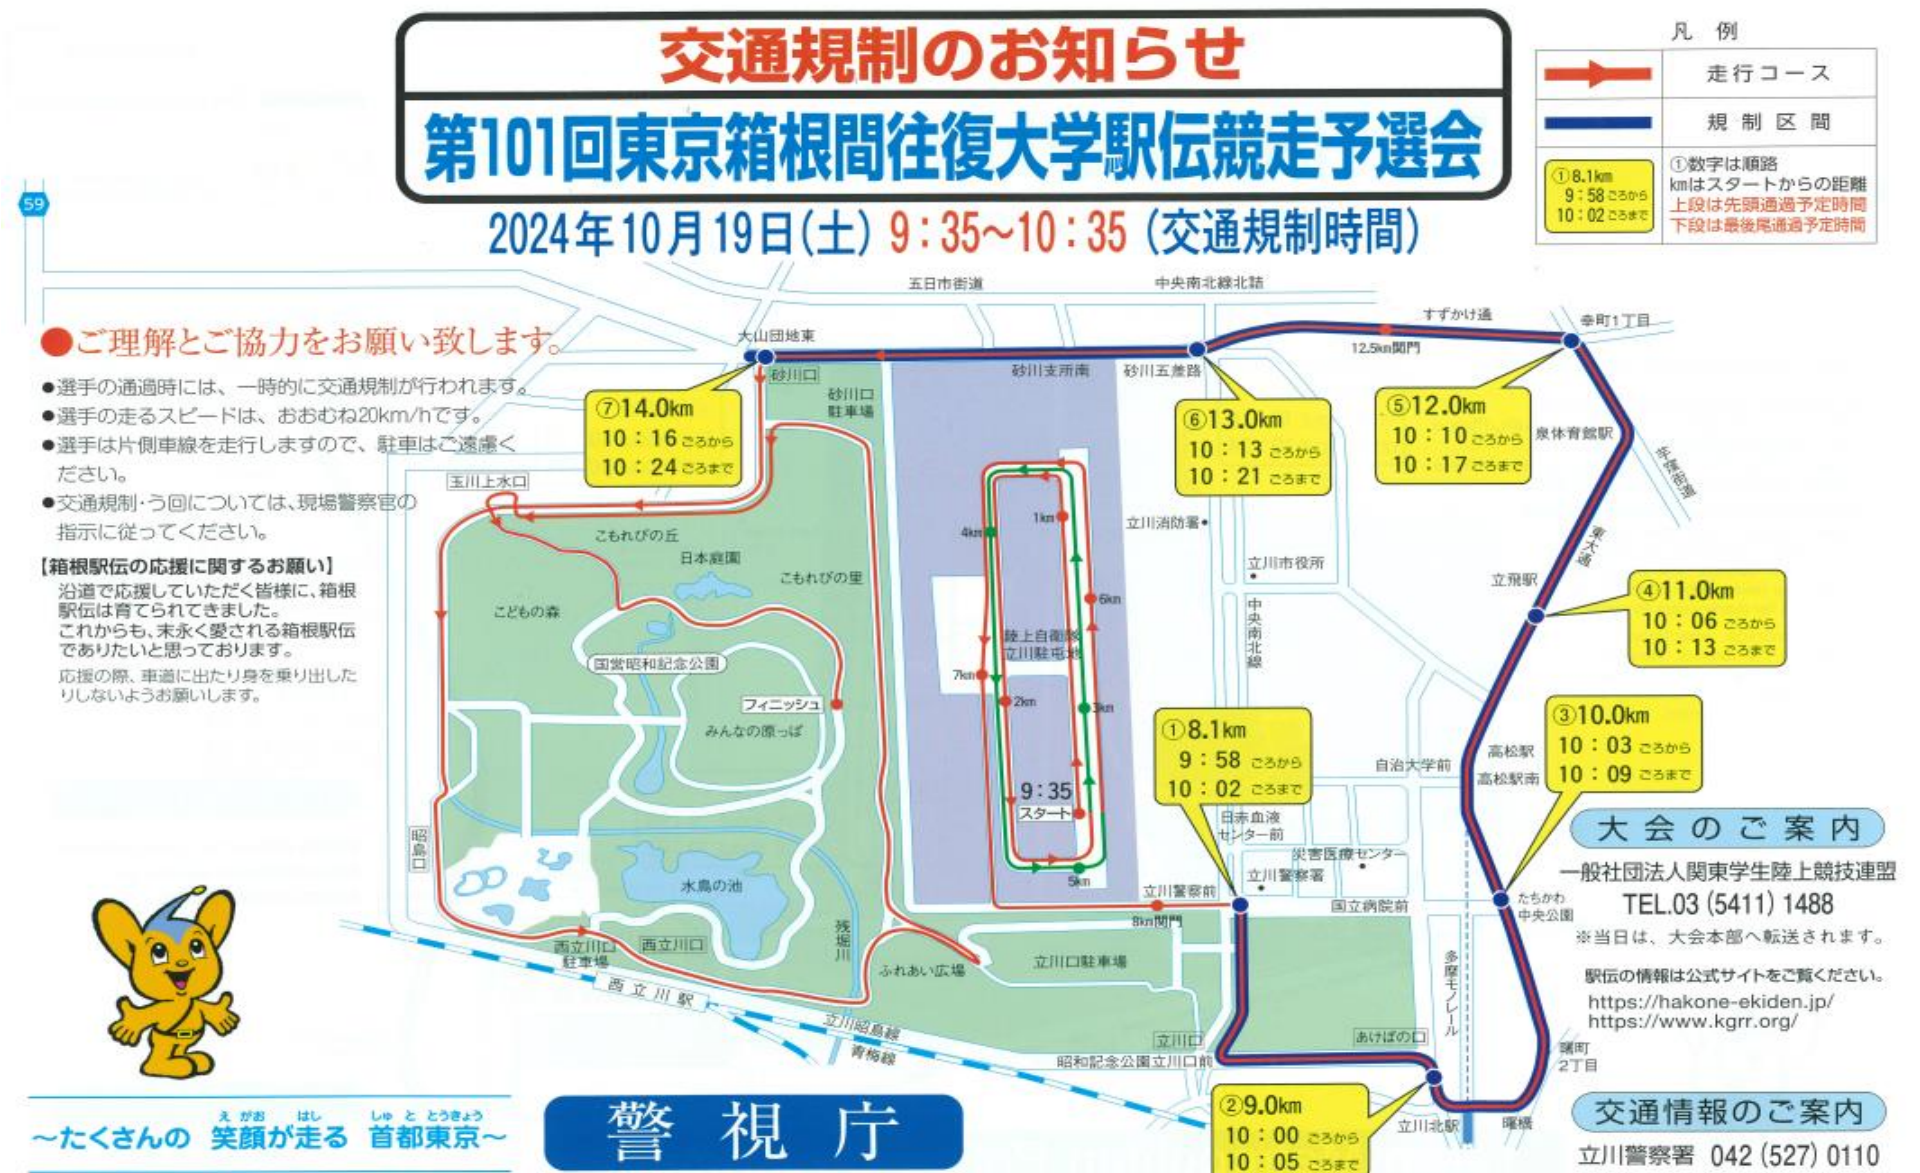 交通規制のお知らせ
第101回東京箱根間往復大学駅伝競走予選会
2024年10月19日(土) 9:35～10:35 (交通規制時間)
凡 例
走行コース
規制区間
①8.1km
9:58ごろから
10:02ごろまで
①数字は順路
kmはスタートからの距離
上段は先頭通過予定時間
下段は最後尾通過予定時間
59
●ご理解とご協力をお願い致します。
●選手の通過時には、一時的に交通規制が行われます。
●選手の走るスピードは、おおむね20km/hです。
●選手は片側車線を走行しますので、駐車はご遠慮く
ださい。
●交通規制・う回については、現場警察官の
指示に従ってください。
【箱根駅伝の応援に関するお願い】
沿道で応援していただく皆様に、箱根
駅伝は育てられてきました。
これからも、末永く愛される箱根駅伝
でありたいと思っております。
応援の際、車道に出たり身を乗り出した
りしないようお願いします。
五日市街道
中央南北線北詰
すずかけ通
幸町1丁目
大山団地東
12.5km関門
砂川口
砂川支所南
砂川五差路
砂川口
駐車場
⑦14.0km
10:16ごろから
10:24ごろまで
⑥13.0km
10:13ごろから
10:21ごろまで
⑤12.0km
10:10ごろから
10:17ごろまで
泉体育館駅
玉川上水口
こもれびの丘
日本庭園
こもれびの里
こどもの森
国営昭和記念公園
フィニッシュ
みんなの原っぱ
1km
4km
6km
陸上自衛隊
立川駐屯地
7km
2km
3km
9:35
スタート
5km
立川消防署
立川市役所
中央南北線
東大通
立飛駅
④11.0km
10:06ごろから
10:13ごろまで
①8.1km
9:58ごろから
10:02ごろまで
③10.0km
10:03ごろから
10:09ごろまで
高松駅
高松駅南
自治大学前
日赤血液
センター前
災害医療センター
立川警察署
立川警察前
国立病院前
8km関門
たちかわ
中央公園
昭島口
水鳥の池
残堀川
西立川口
駐車場
西立川口
西立川駅
ふれあい広場
立川口駐車場
多摩モノレール
立川昭島線
青梅線
立川口
昭和記念公園立川口前
あけぼの口
曙町
2丁目
②9.0km
10:00ごろから
10:05ごろまで
立川北駅
曙橋
大会のご案内
一般社団法人関東学生陸上競技連盟
TEL.03 (5411) 1488
※当日は、大会本部へ転送されます。
駅伝の情報は公式サイトをご覧ください。
https://hakone-ekiden.jp/
https://www.kgrr.org/
交通情報のご案内
立川警察署 042 (527) 0110
～たくさんの 笑顔が走る 首都東京～
えがお はし しゅととうきょう
警視庁